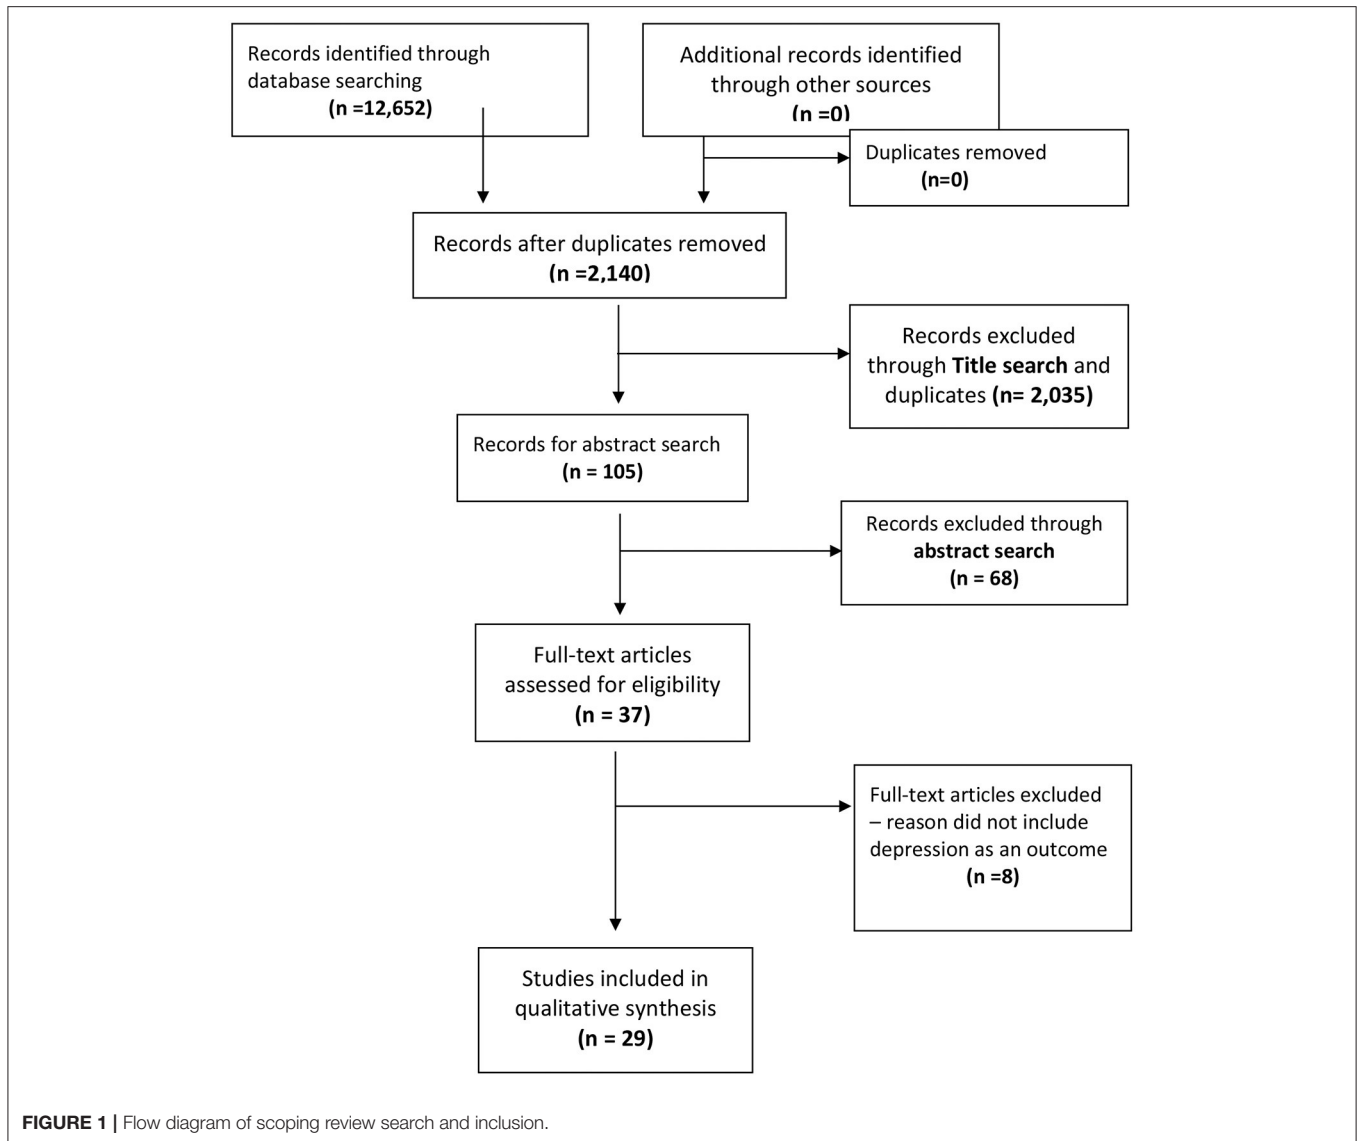 Records identified through
database searching
(n =12,652)
Additional records identified
through other sources
(n =0)
Duplicates removed
(n=0)
Records after duplicates removed
(n =2,140)
Records excluded
through Title search and
duplicates (n= 2,035)
Records for abstract search
(n = 105)
Records excluded through
abstract search
(n = 68)
Full-text articles
assessed for eligibility
(n = 37)
Full-text articles excluded
– reason did not include
depression as an outcome
(n =8)
Studies included in
qualitative synthesis
(n = 29)
FIGURE 1 | Flow diagram of scoping review search and inclusion.